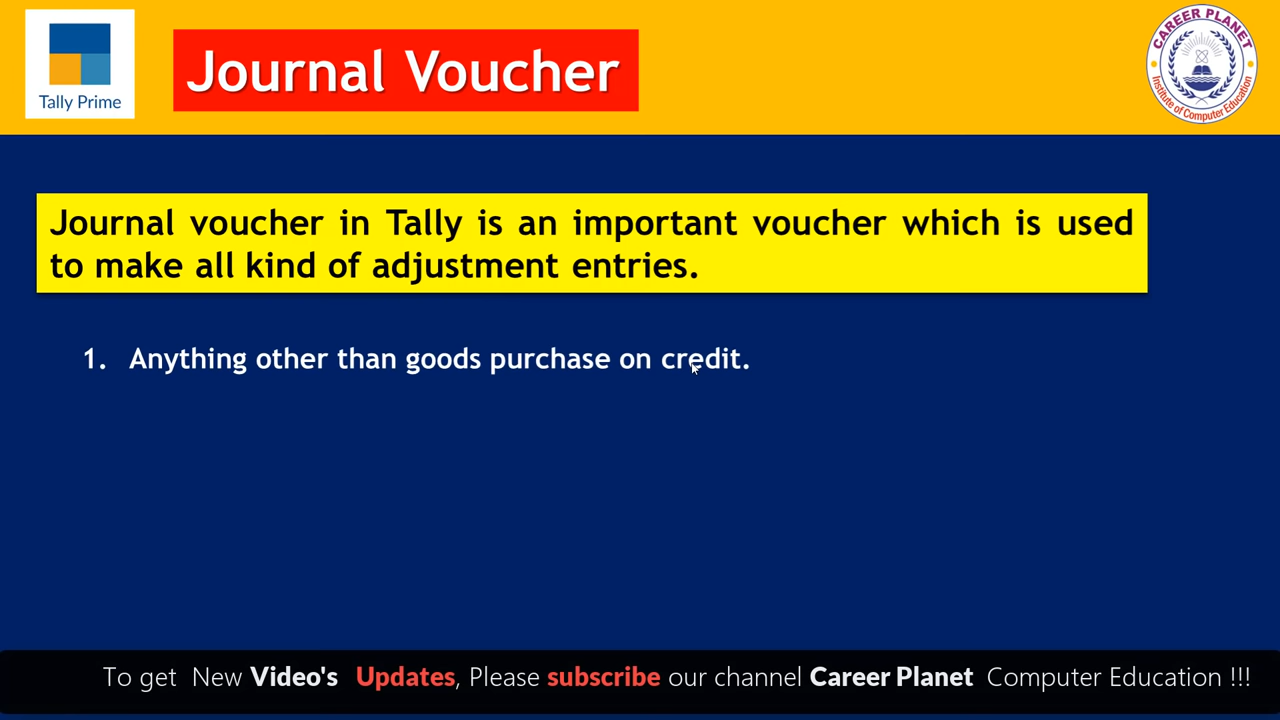 Tally Prime
Journal Voucher
CAREER PLANET
Institute of Computer Education
Journal voucher in Tally is an important voucher which is used
to make all kind of adjustment entries.
1. Anything other than goods purchase on credit.
To get New Video's Updates, Please subscribe our channel Career Planet Computer Education !!!